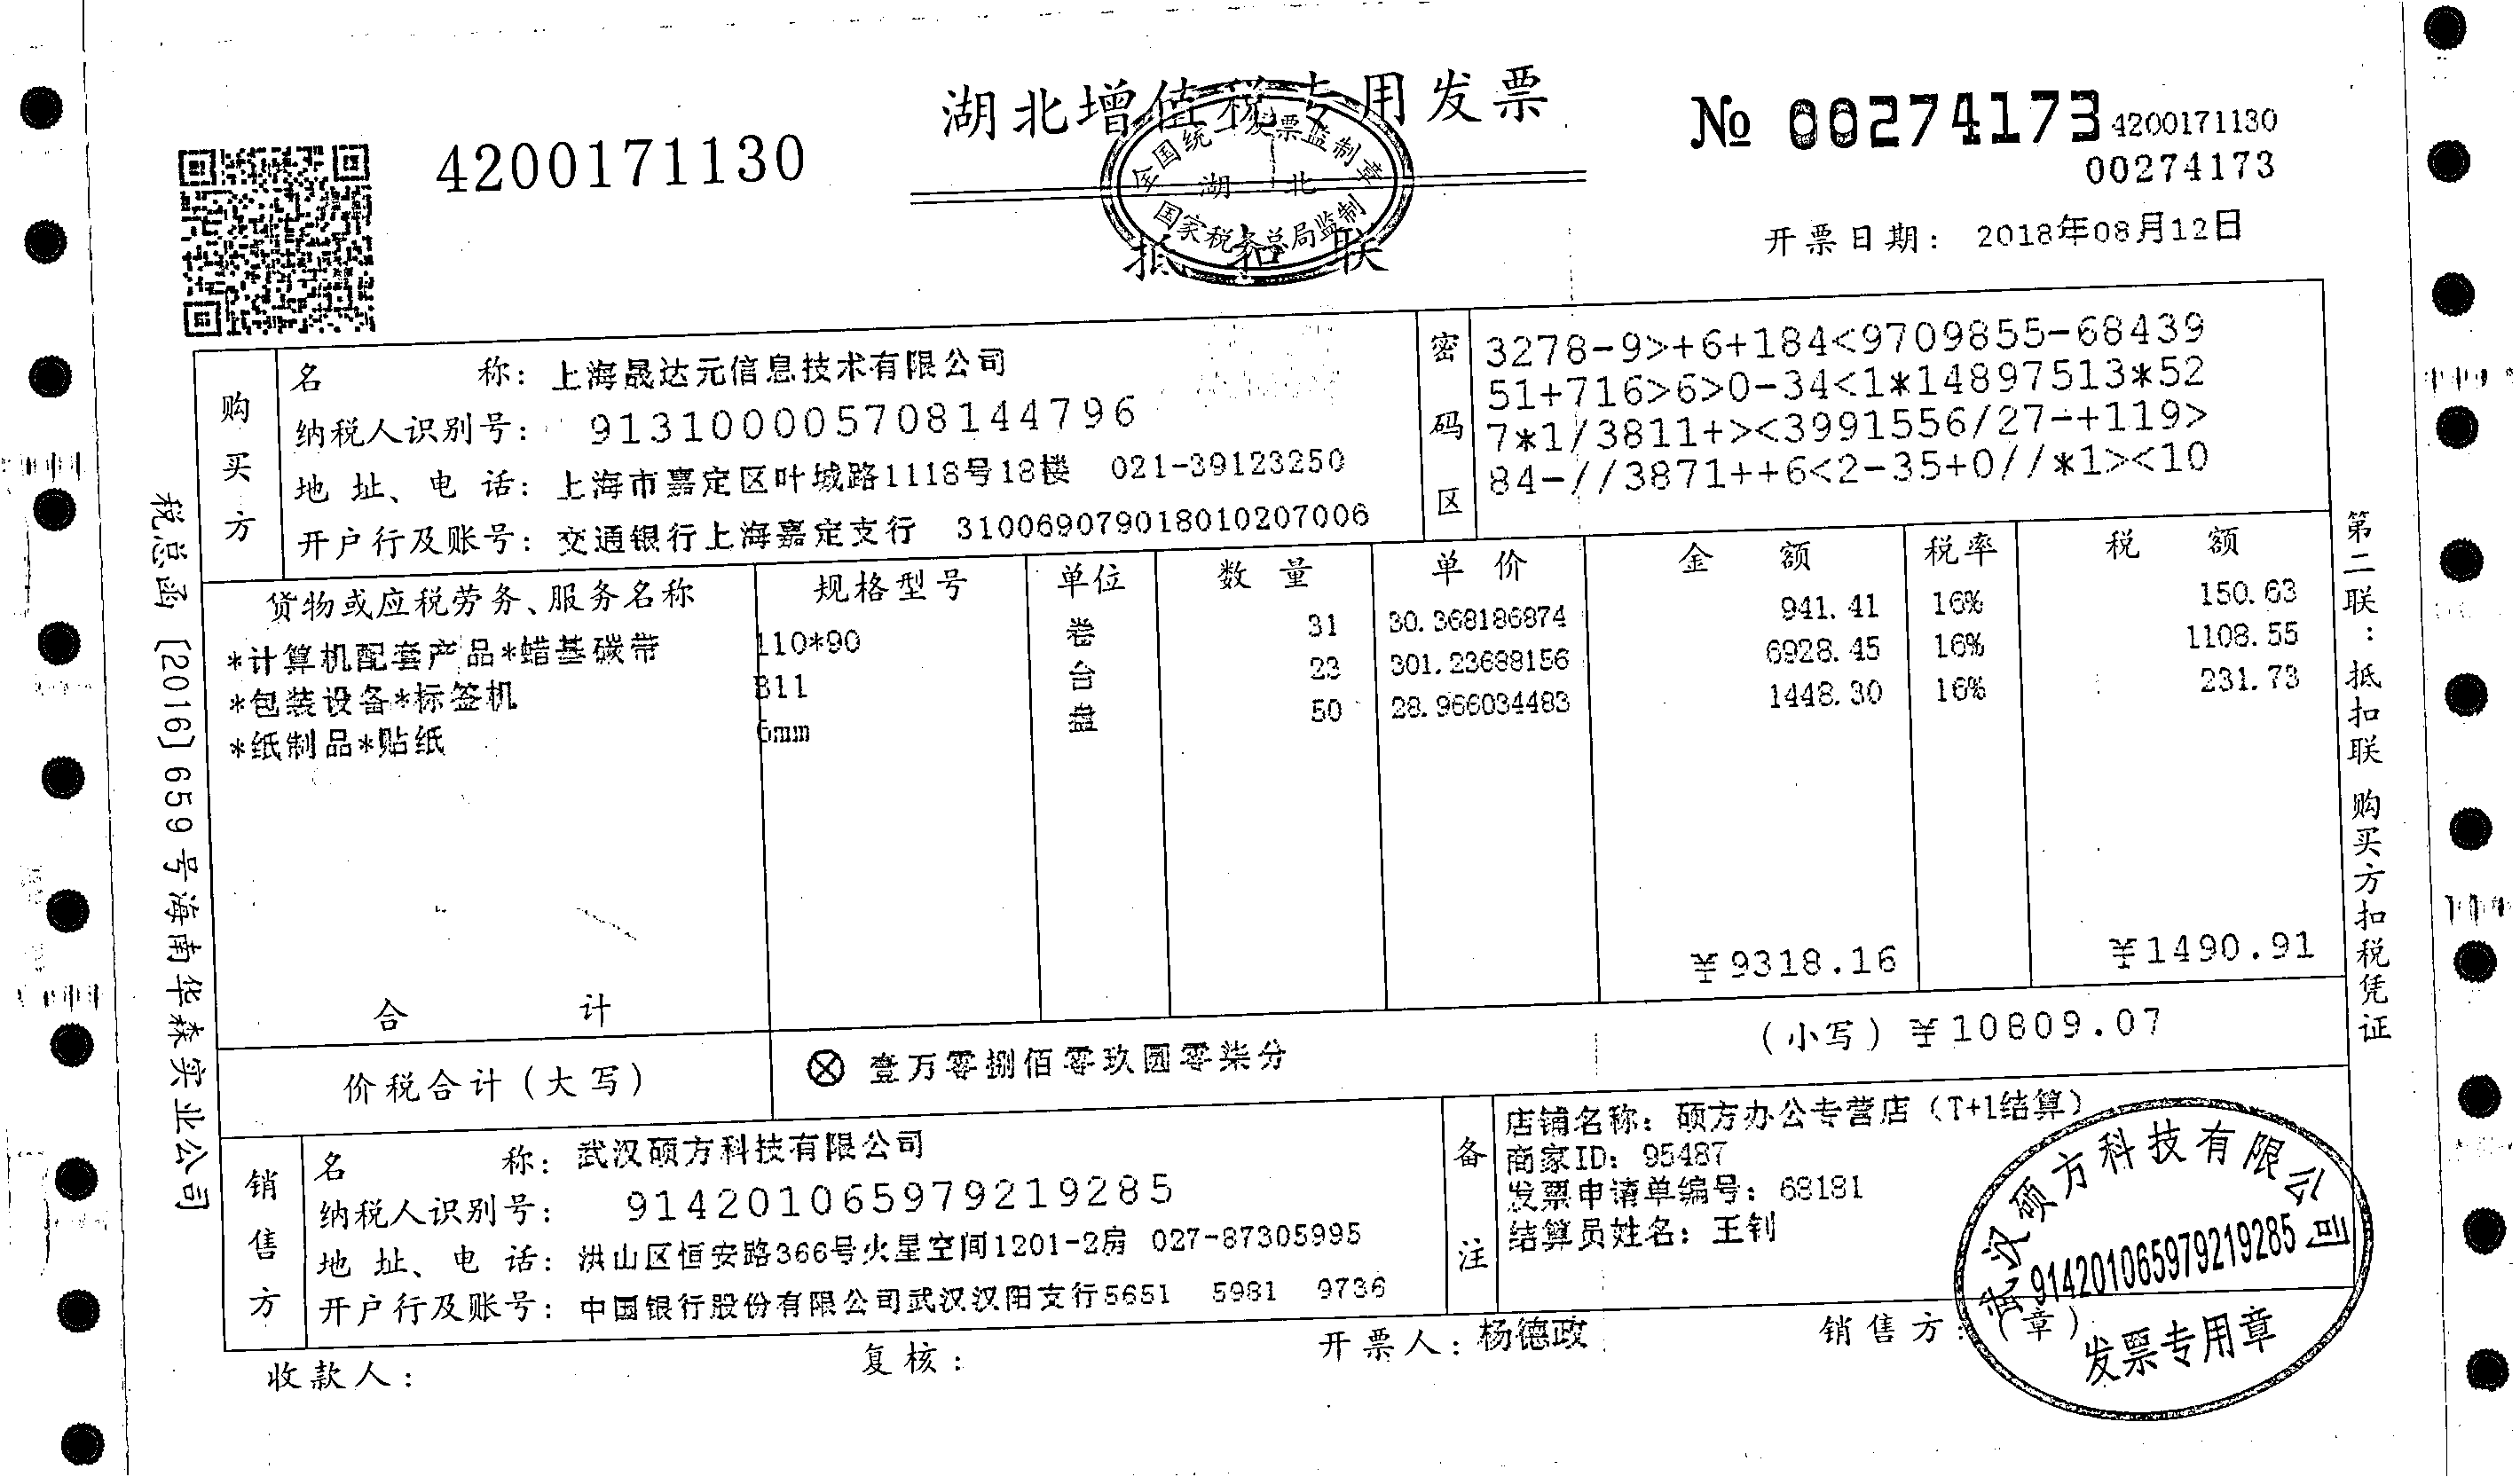 湖北增值税专用发票
4200171130
№ 00274173
4200171130
00274173
全国统一发票监制章
湖 北
国家税务总局监制
抵扣联
开票日期: 2018年08月12日
购买方
名 称: 上海晟达元信息技术有限公司
纳税人识别号: 913100005708144796
地 址、电 话: 上海市嘉定区叶城路1118号18楼 021-39123250
开户行及账号: 交通银行上海嘉定支行 310069079018010207006
密码区
3278-9>+6+184<9709855-68439
51+716>6>0-34<1*14897513*52
7*1/3811+><3991556/27-+119>
84-//3871++6<2-35+0//*1><10
货物或应税劳务、服务名称 规格型号 单位 数 量 单 价 金 额 税率 税 额
*计算机配套产品*蜡基碳带 110*90 卷 31 30.368186874 941.41 16% 150.63
*包装设备*标签机 B11 台 23 301.23688156 6928.45 16% 1108.55
*纸制品*贴纸 6mm 盘 50 28.966034483 1448.30 16% 231.73
合 计 ¥9318.16 ¥1490.91
价税合计(大写) ⊗ 壹万零捌佰零玖圆零柒分 (小写) ¥10809.07
销售方
名 称: 武汉硕方科技有限公司
纳税人识别号: 914201065979219285
地 址、电 话: 洪山区恒安路366号火星空间1201-2房 027-87305995
开户行及账号: 中国银行股份有限公司武汉汉阳支行5651 5981 9736
备注
店铺名称: 硕方办公专营店(T+1结算)
商家ID: 95487
发票申请单编号: 68181
结算员姓名: 王钊
收款人:
复核:
开票人: 杨德政
销售方:(章)
武汉硕方科技有限公司
914201065979219285
发票专用章
税总函[2016]659号海南华森实业公司
第二联:抵扣联 购买方扣税凭证